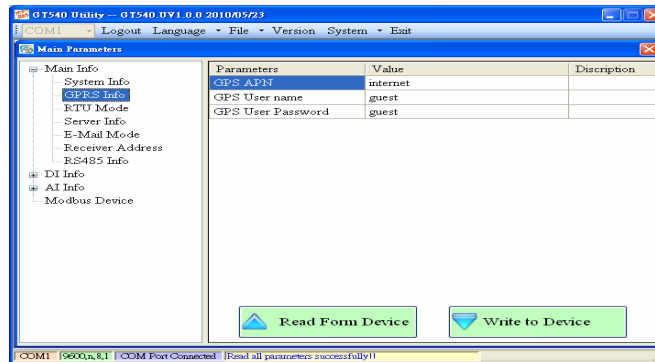 GT540 Utility -- GT540.UV1.0.0 2010/05/23
COM1 Logout Language File Version System Exit
Main Parameters
Main Info
System Info
GPRS Info
RTU Mode
Server Info
E-Mail Mode
Receiver Address
RS485 Info
DI Info
AI Info
Modbus Device
Parameters Value Discription
GPS APN internet
GPS User name guest
GPS User Password guest
Read Form Device Write to Device
COM1 9600,n,8,1 COM Port Connected Read all parameters successfully!!